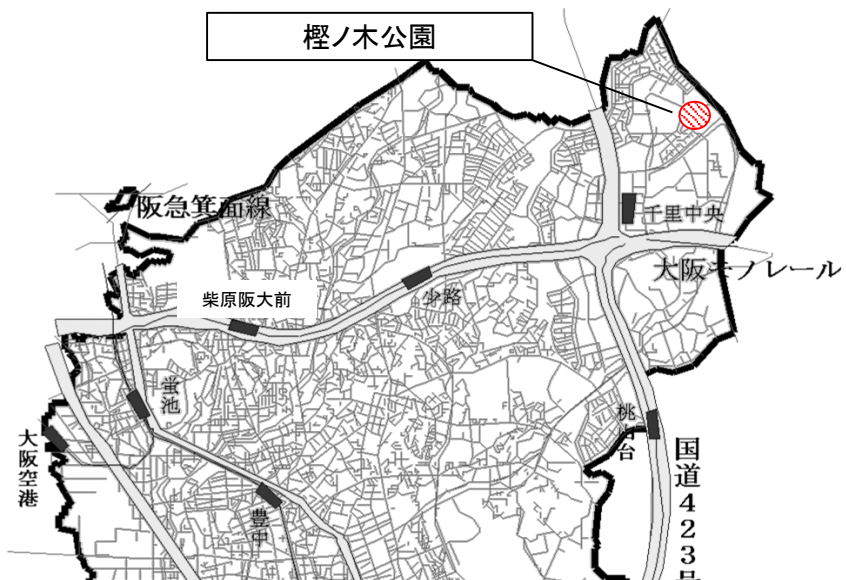 樫ノ木公園
阪急箕面線
千里中央
大阪モノレール
柴原阪大前
少路
蛍池
桃山台
大阪空港
国道423号
豊中